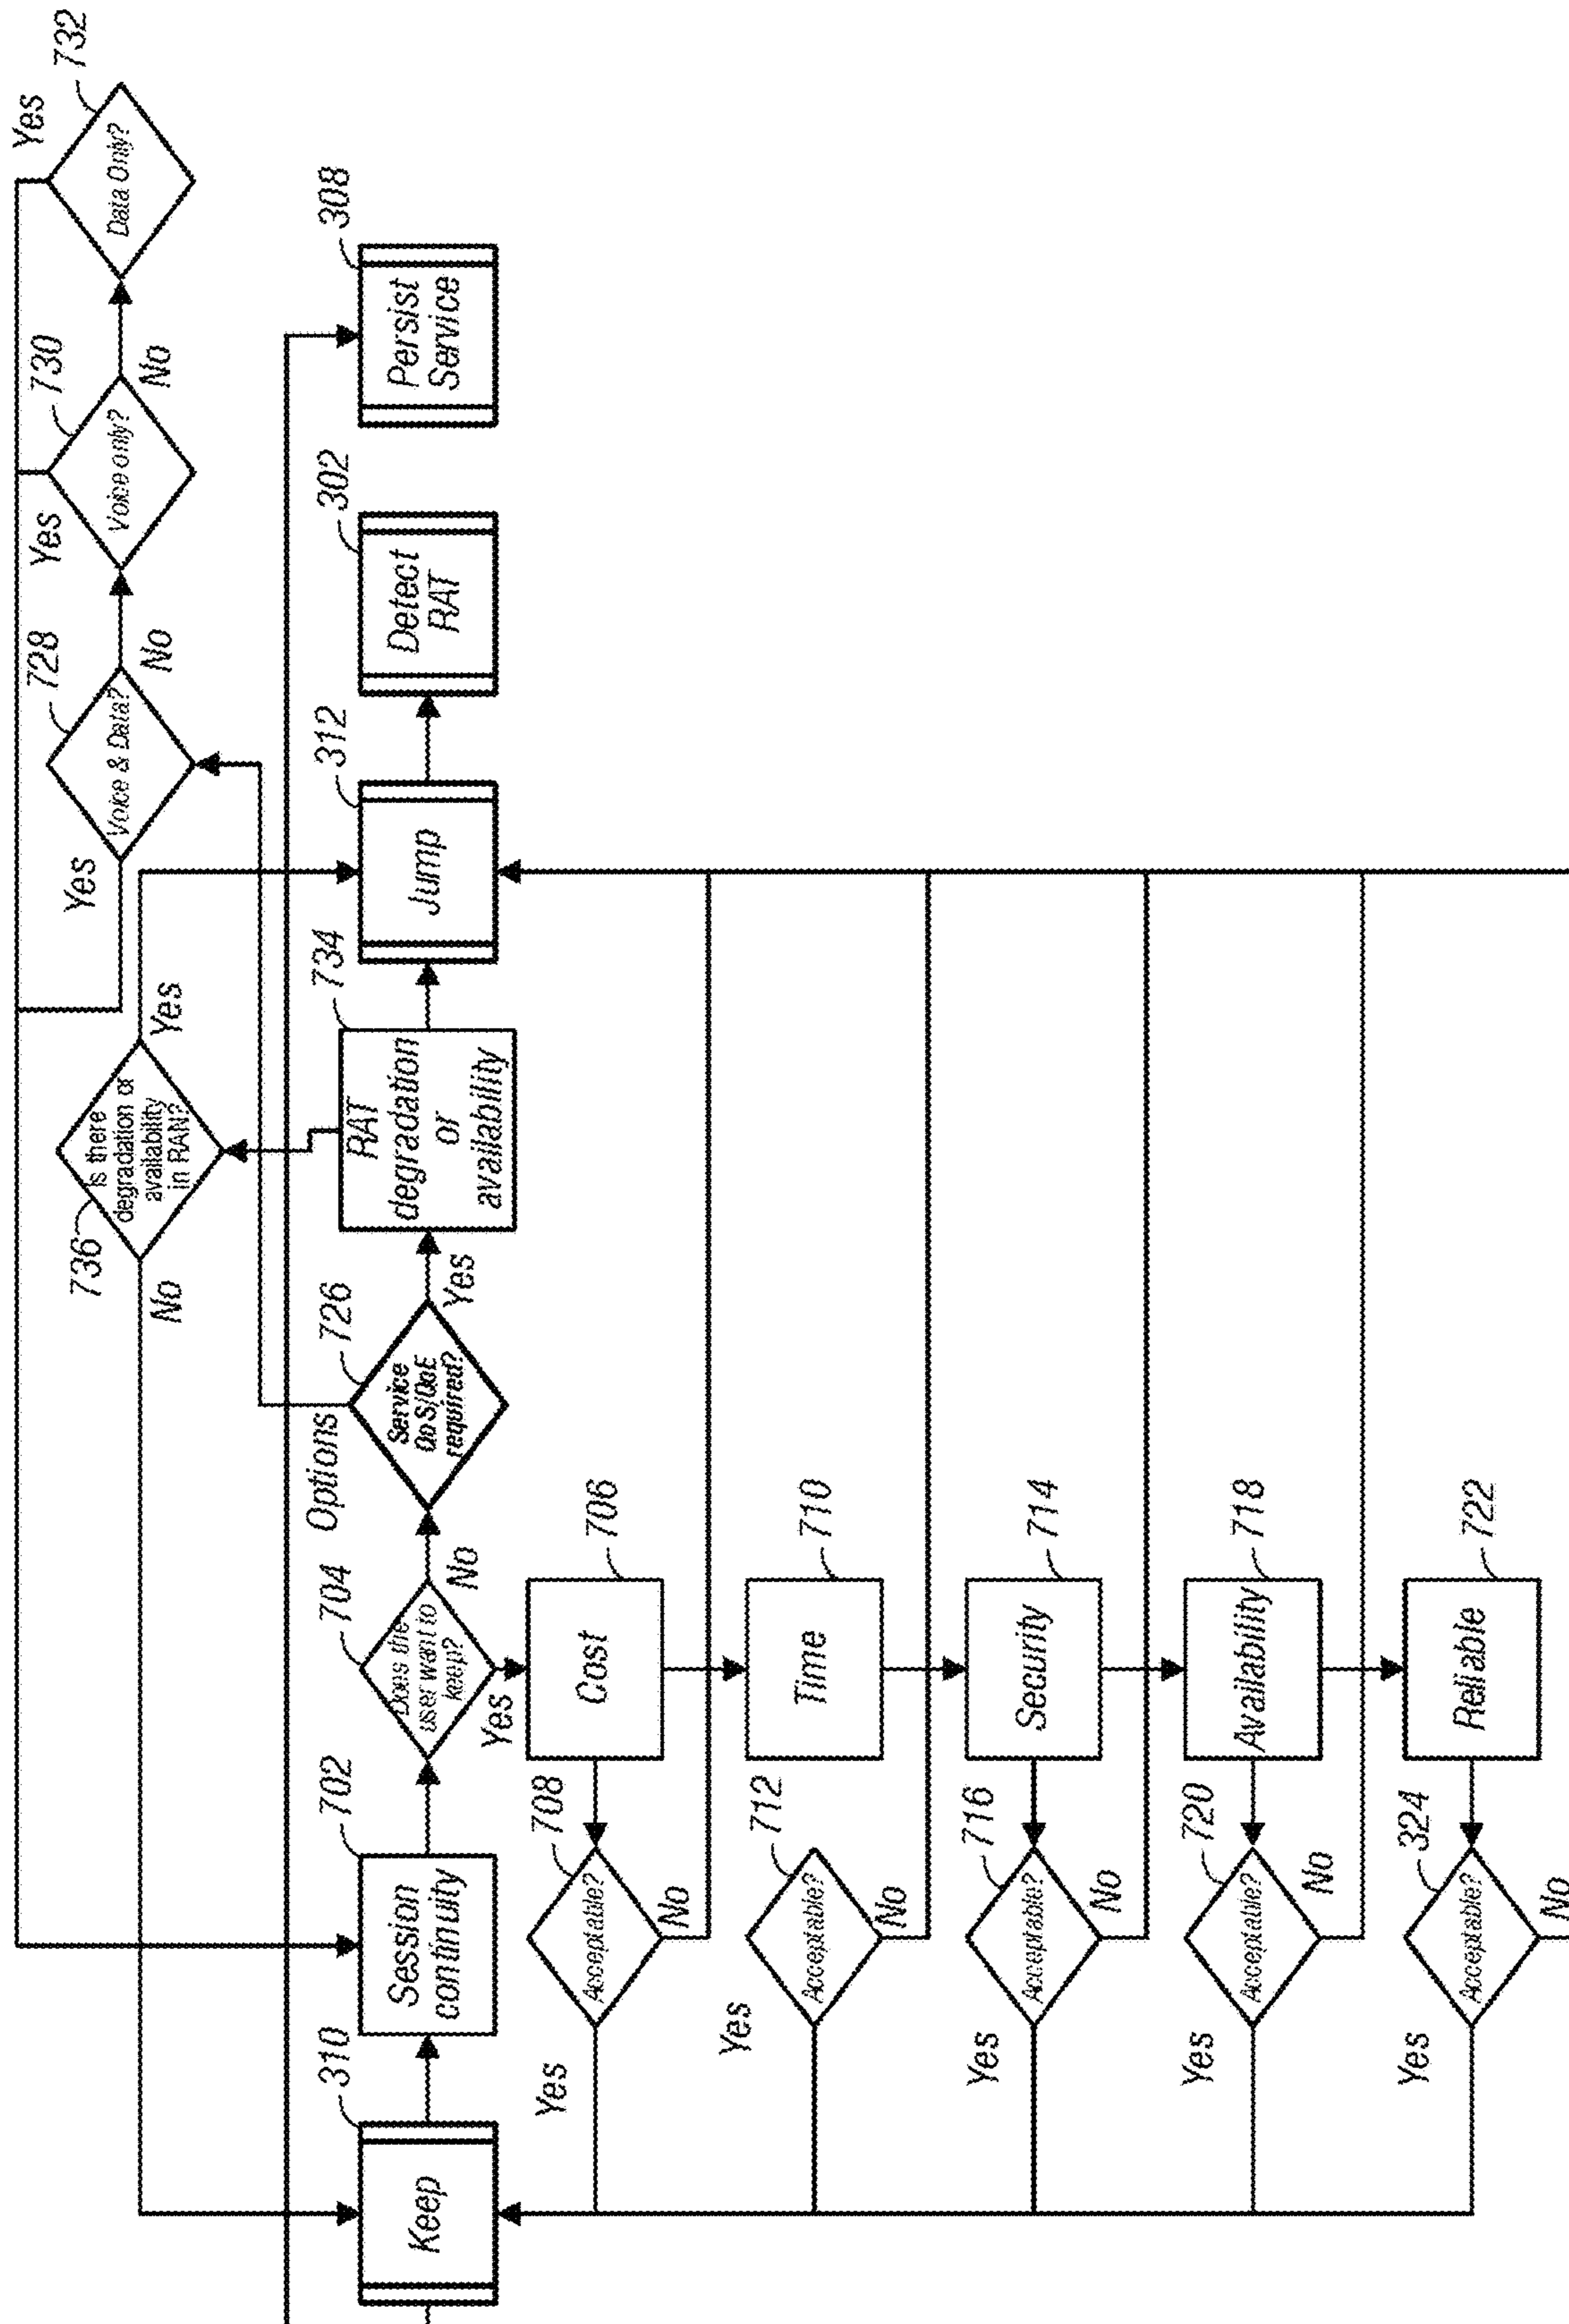 Yes
732
Data Only?
730
Yes
Voice only?
No
728
Yes
Voice & Data?
No
736
Is there
degradation or
availability
in RAN?
Yes
No
310
Keep
702
Session
continuity
704
Does the
user want to
keep?
No
Yes
Options
726
Service
QoS/QoE
required?
Yes
734
RAT
degradation
or
availability
312
Jump
302
Detect
RAT
308
Persist
Service
706
Cost
708
Acceptable?
Yes
No
710
Time
712
Acceptable?
Yes
No
714
Security
716
Acceptable?
Yes
No
718
Availability
720
Acceptable?
Yes
No
722
Reliable
324
Acceptable?
Yes
No